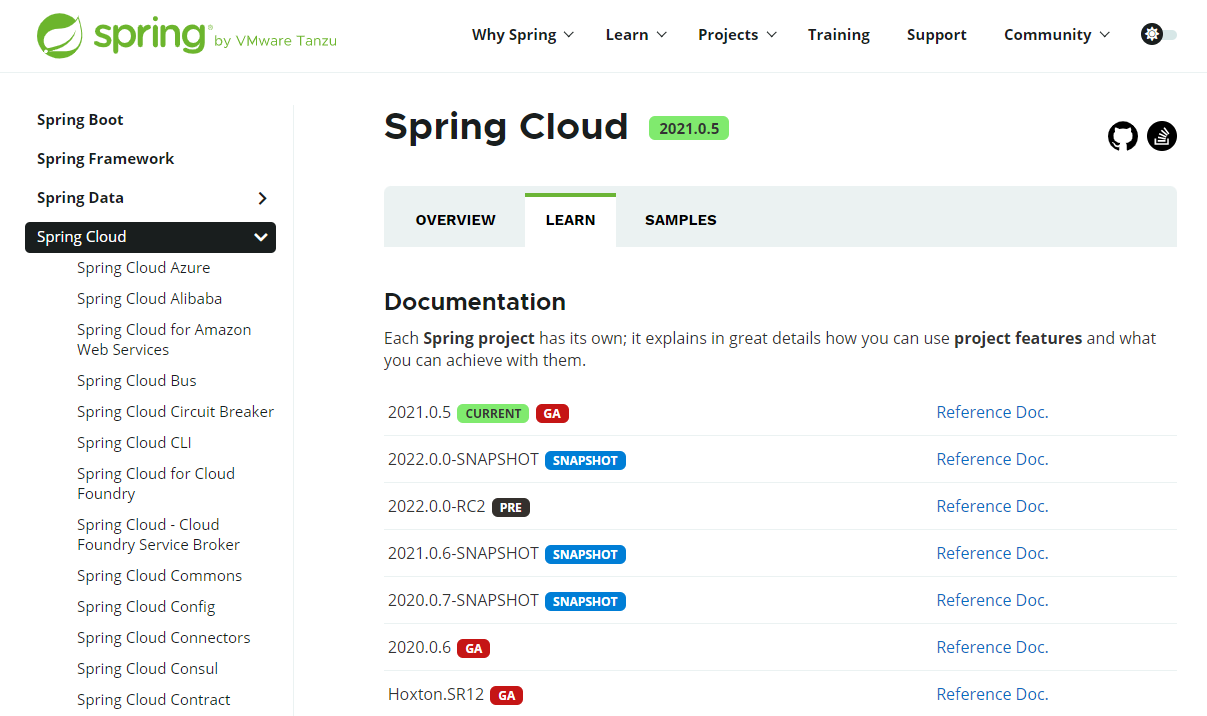 spring® by VMware Tanzu
Why Spring Learn Projects Training Support Community
Spring Boot
Spring Framework
Spring Data
Spring Cloud
Spring Cloud Azure
Spring Cloud Alibaba
Spring Cloud for Amazon
Web Services
Spring Cloud Bus
Spring Cloud Circuit Breaker
Spring Cloud CLI
Spring Cloud for Cloud
Foundry
Spring Cloud - Cloud
Foundry Service Broker
Spring Cloud Commons
Spring Cloud Config
Spring Cloud Connectors
Spring Cloud Consul
Spring Cloud Contract
Spring Cloud 2021.0.5
OVERVIEW LEARN SAMPLES
Documentation
Each Spring project has its own; it explains in great details how you can use project features and what
you can achieve with them.
2021.0.5 CURRENT GA Reference Doc.
2022.0.0-SNAPSHOT SNAPSHOT Reference Doc.
2022.0.0-RC2 PRE Reference Doc.
2021.0.6-SNAPSHOT SNAPSHOT Reference Doc.
2020.0.7-SNAPSHOT SNAPSHOT Reference Doc.
2020.0.6 GA Reference Doc.
Hoxton.SR12 GA Reference Doc.